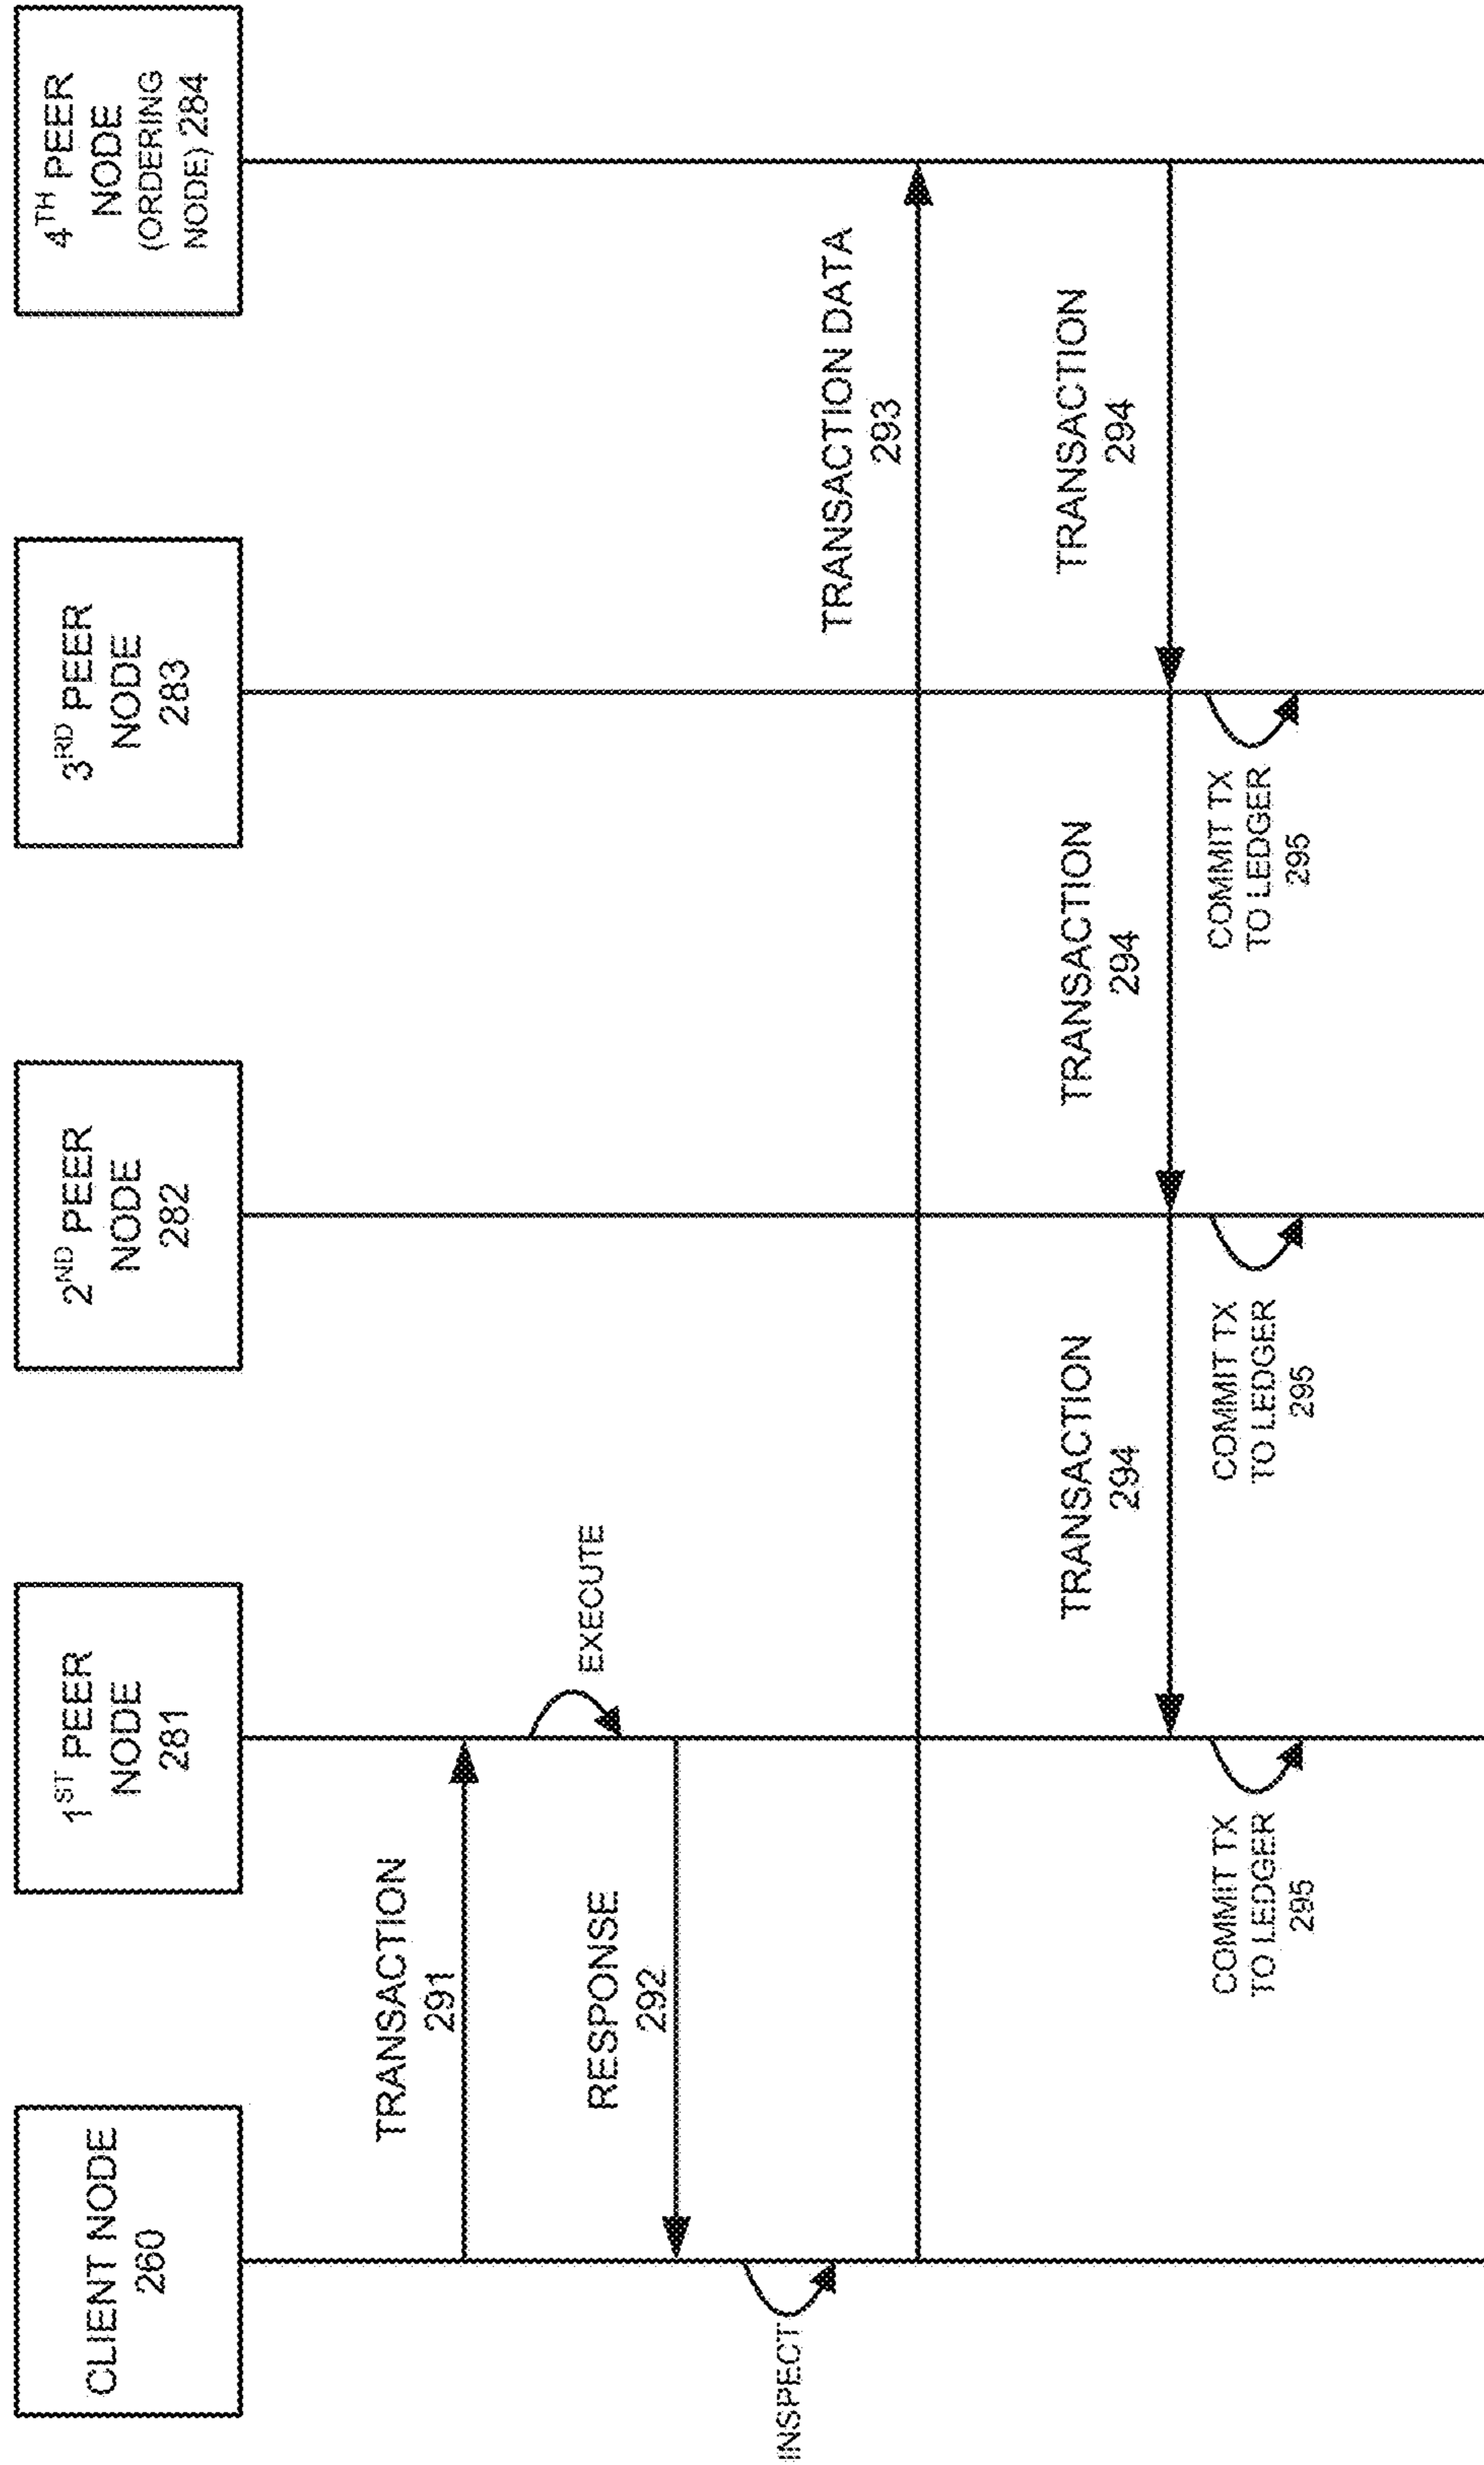 CLIENT NODE
260
1ST PEER
NODE
281
2ND PEER
NODE
282
3RD PEER
NODE
283
4TH PEER
NODE
(ORDERING
NODE) 284
TRANSACTION
291
EXECUTE
RESPONSE
292
INSPECT
TRANSACTION DATA
293
TRANSACTION
294
TRANSACTION
294
TRANSACTION
294
COMMIT TX
TO LEDGER
295
COMMIT TX
TO LEDGER
295
COMMIT TX
TO LEDGER
295